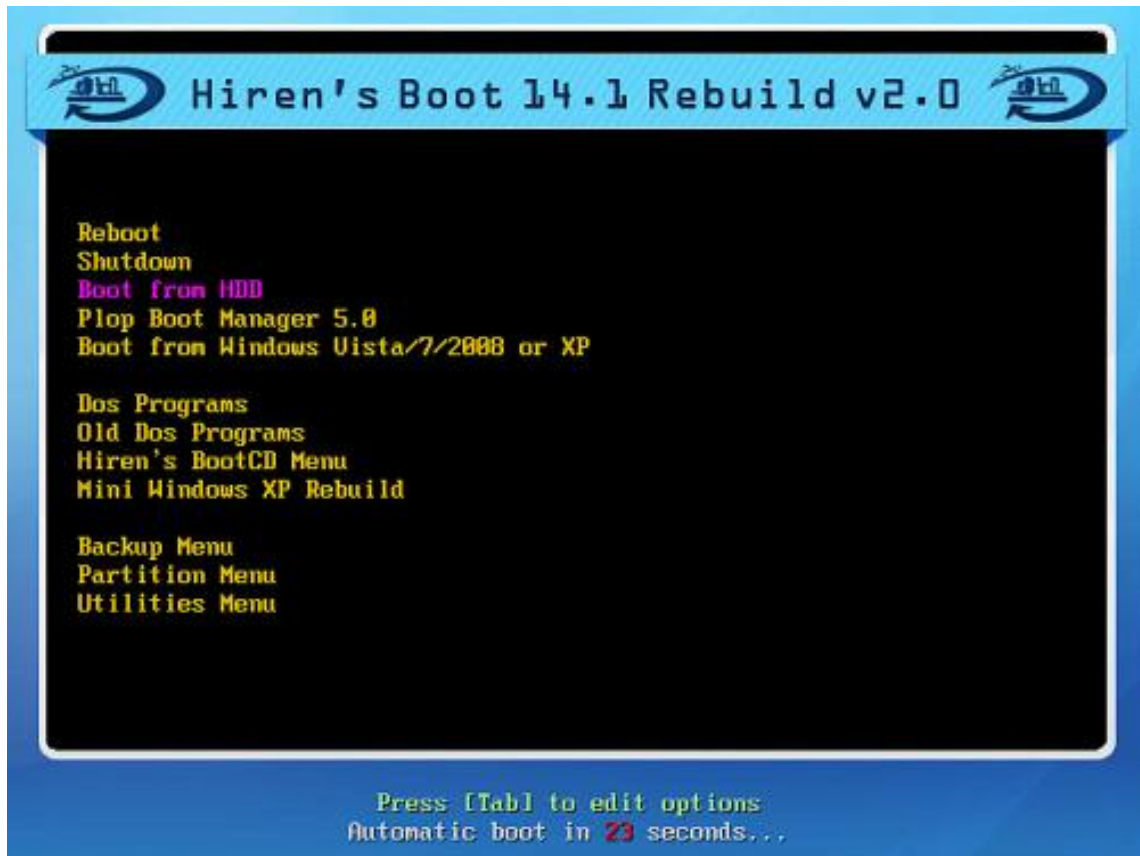 Hiren's Boot 14.1 Rebuild v2.0
Reboot
Shutdown
Boot from HDD
Plop Boot Manager 5.0
Boot from Windows Vista/7/2008 or XP
Dos Programs
Old Dos Programs
Hiren's BootCD Menu
Mini Windows XP Rebuild
Backup Menu
Partition Menu
Utilities Menu
Press [Tab] to edit options
Automatic boot in 23 seconds...